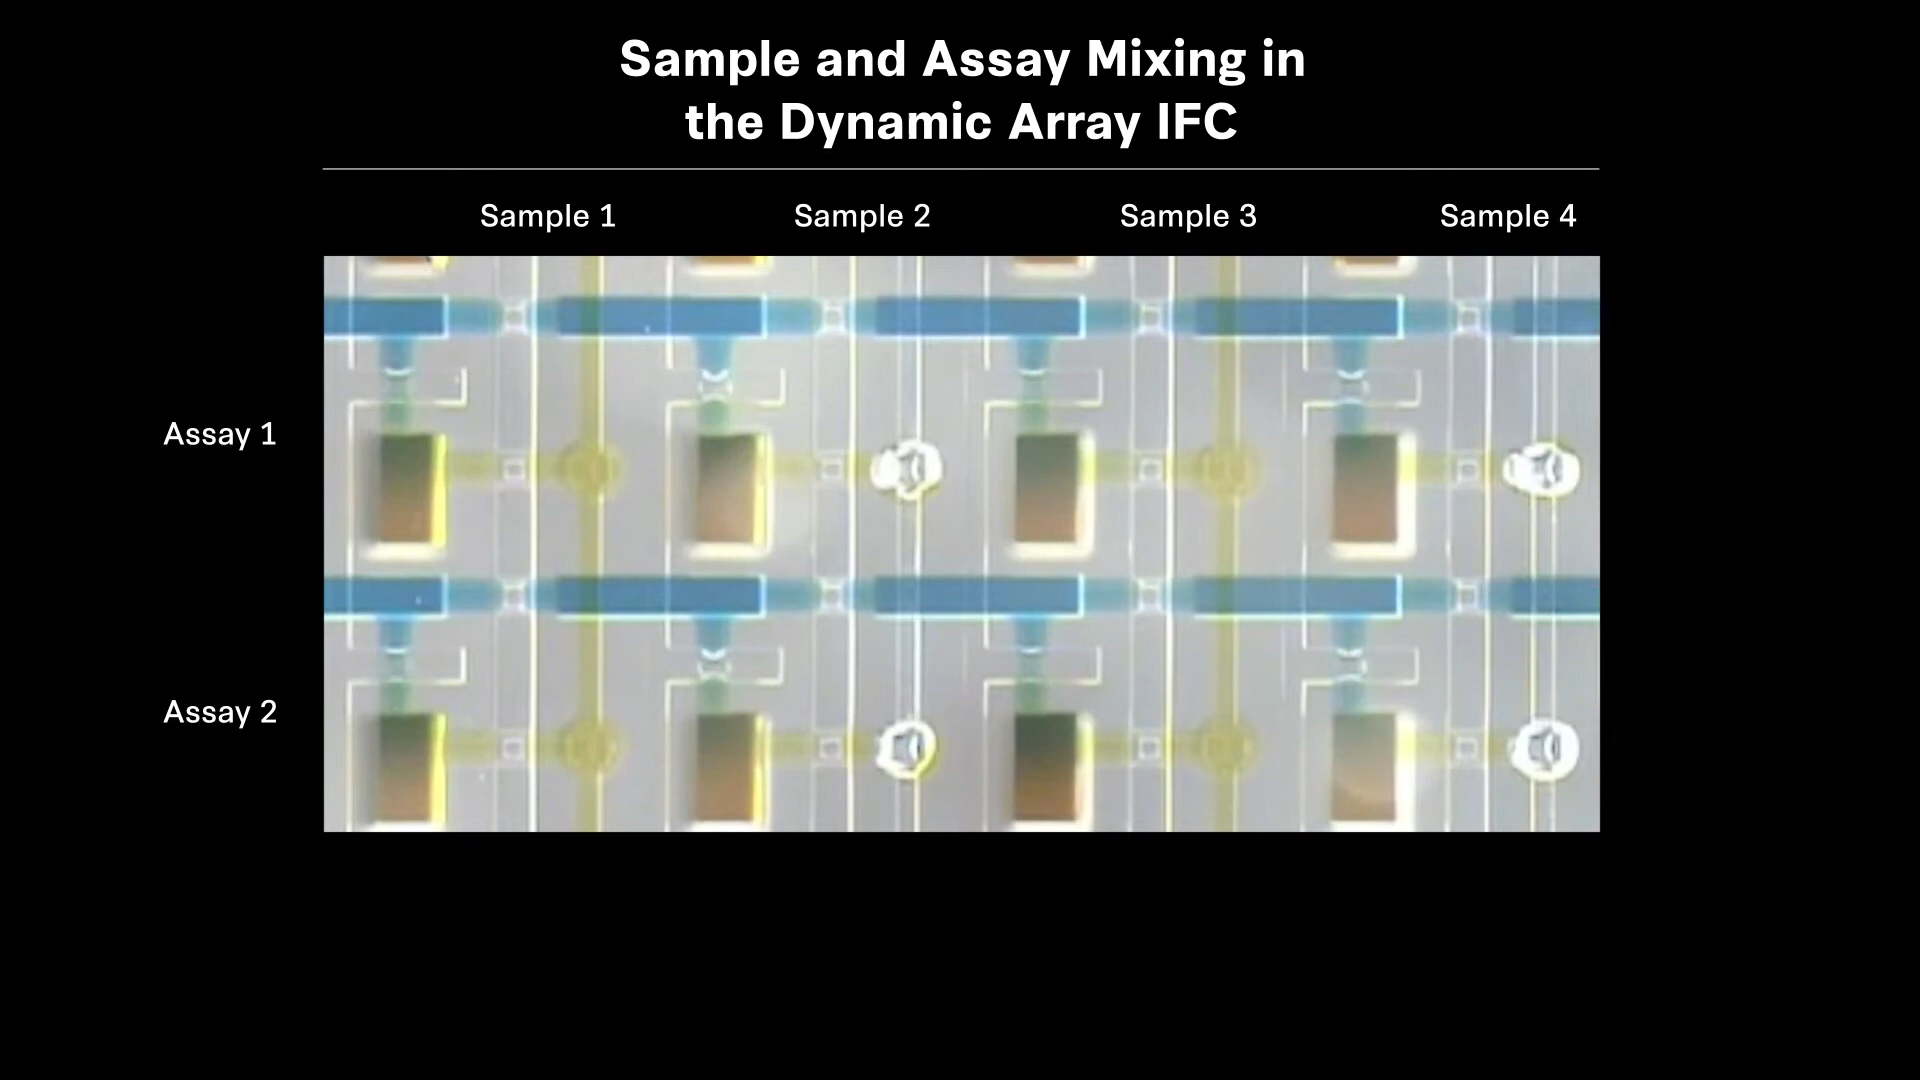 Sample and Assay Mixing in
the Dynamic Array IFC
Sample 1 Sample 2 Sample 3 Sample 4
Assay 1
Assay 2